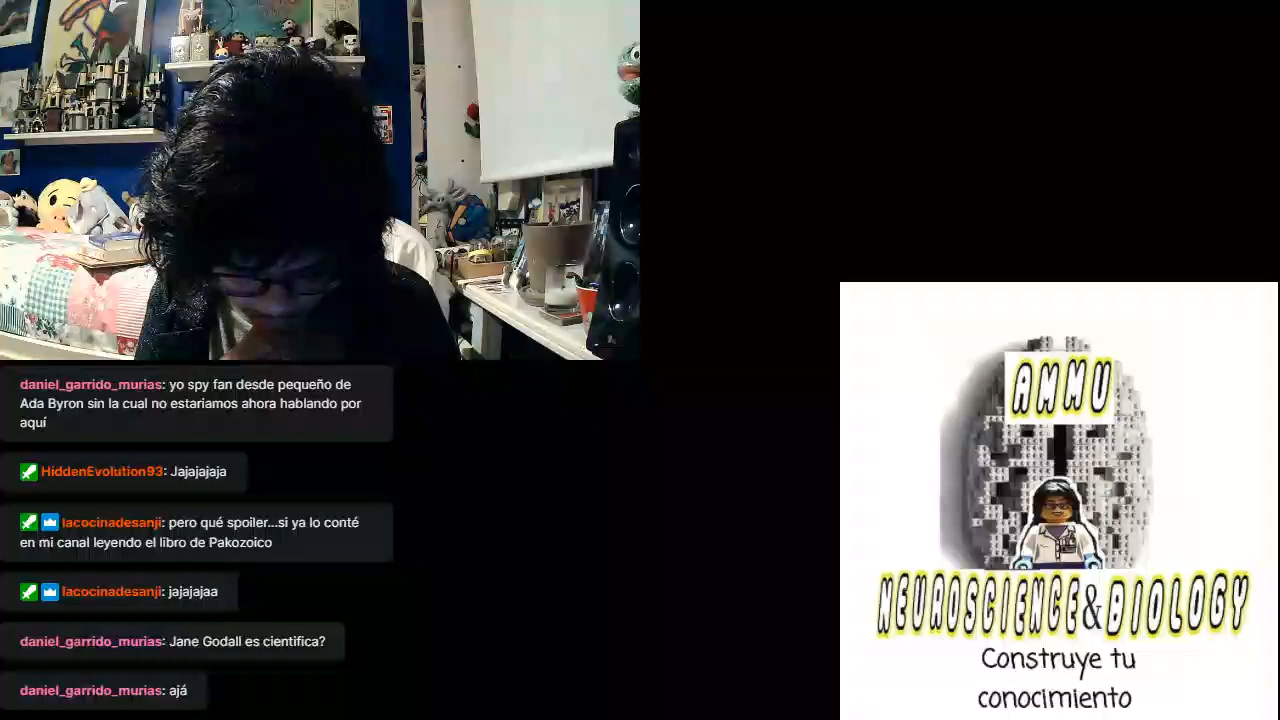 daniel_garrido_murias: yo spy fan desde pequeño de
Ada Byron sin la cual no estariamos ahora hablando por
aquí
HiddenEvolution93: Jajajajaja
lacocinadesanji: pero qué spoiler...si ya lo conté
en mi canal leyendo el libro de Pakozoico
lacocinadesanji: jajajajaa
daniel_garrido_murias: Jane Godall es cientifica?
daniel_garrido_murias: ajá
AMMU
NEUROSCIENCE&BIOLOGY
Construye tu
conocimiento